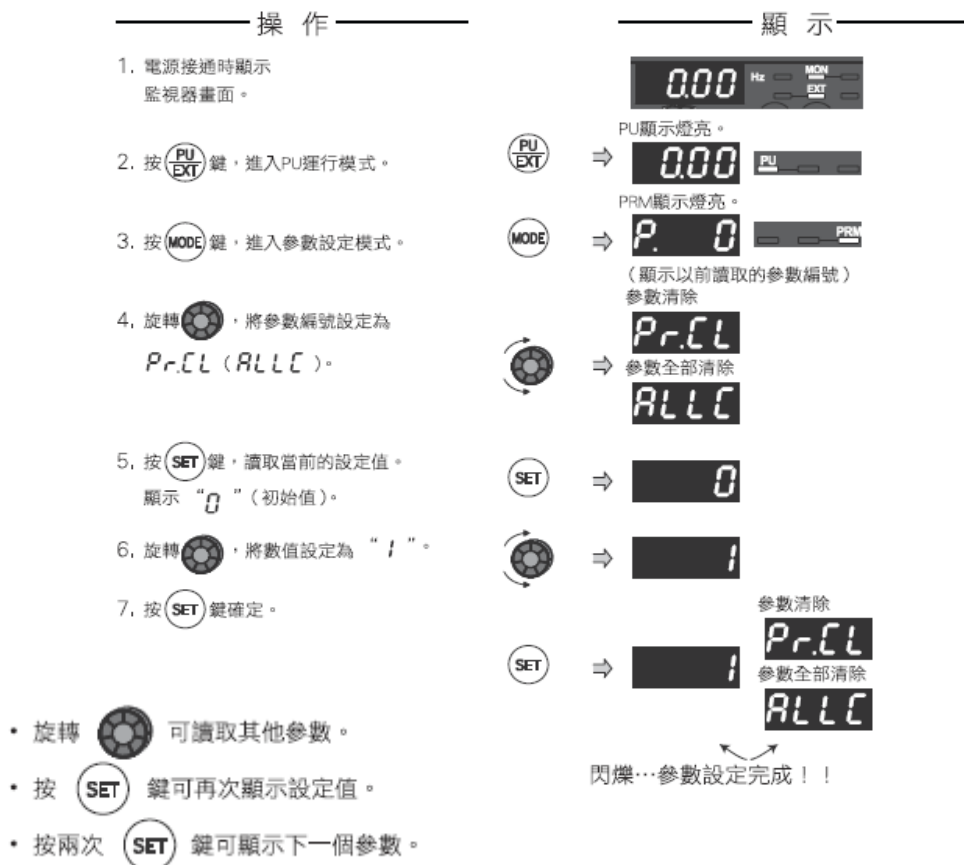 操 作
顯 示
1. 電源接通時顯示
監視器畫面。
0.00 Hz MON EXT
2. 按 PU/EXT 鍵，進入PU運行模式。
PU顯示燈亮。
PU/EXT ⇒ 0.00 PU
3. 按 MODE 鍵，進入參數設定模式。
PRM顯示燈亮。
MODE ⇒ P. 0 PRM
（顯示以前讀取的參數編號）
4. 旋轉 ，將參數編號設定為
Pr.CL（ALLC）。
參數清除
⇒ Pr.CL
參數全部清除
ALLC
5. 按 SET 鍵，讀取當前的設定值。
顯示 “0”（初始值）。
SET ⇒ 0
6. 旋轉 ，將數值設定為 “1”。
⇒ 1
7. 按 SET 鍵確定。
參數清除
Pr.CL
SET ⇒ 1
參數全部清除
ALLC
閃爍…參數設定完成！！
• 旋轉 可讀取其他參數。
• 按 SET 鍵可再次顯示設定值。
• 按兩次 SET 鍵可顯示下一個參數。